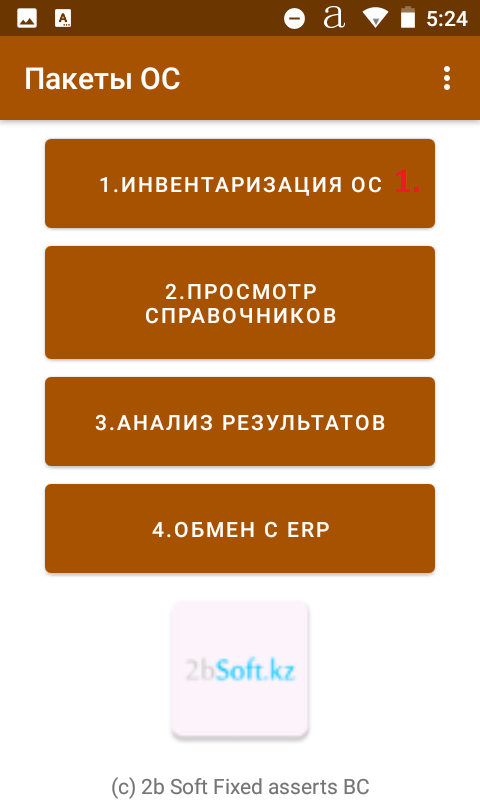 A
a
5:24
Пакеты ОС
1.ИНВЕНТАРИЗАЦИЯ ОС 1.
2.ПРОСМОТР
СПРАВОЧНИКОВ
3.АНАЛИЗ РЕЗУЛЬТАТОВ
4.ОБМЕН С ERP
2bSoft.kz
(c) 2b Soft Fixed asserts BC